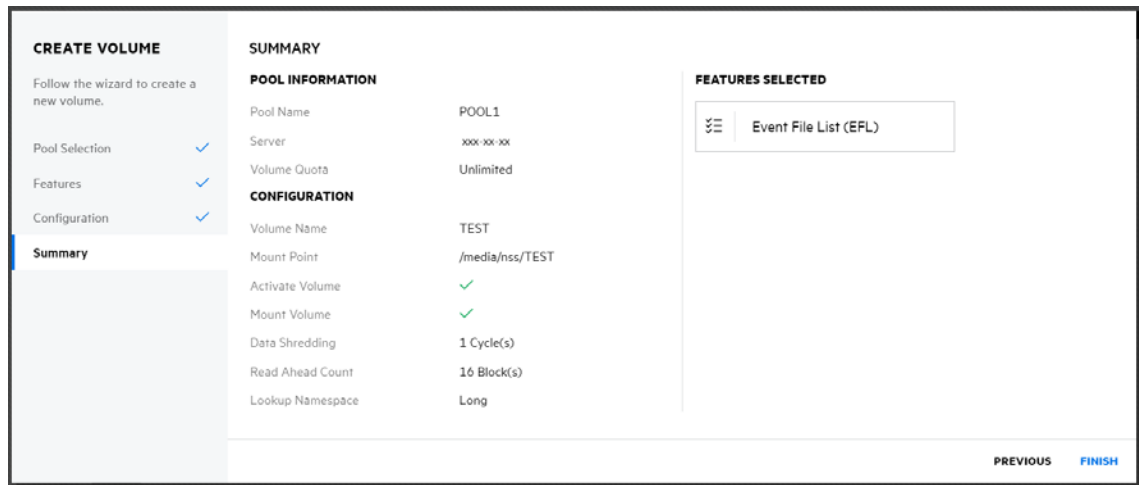 CREATE VOLUME
Follow the wizard to create a
new volume.
Pool Selection
Features
Configuration
Summary
SUMMARY
POOL INFORMATION
Pool Name POOL1
Server xxx-xx-xx
Volume Quota Unlimited
CONFIGURATION
Volume Name TEST
Mount Point /media/nss/TEST
Activate Volume
Mount Volume
Data Shredding 1 Cycle(s)
Read Ahead Count 16 Block(s)
Lookup Namespace Long
FEATURES SELECTED
Event File List (EFL)
PREVIOUS FINISH